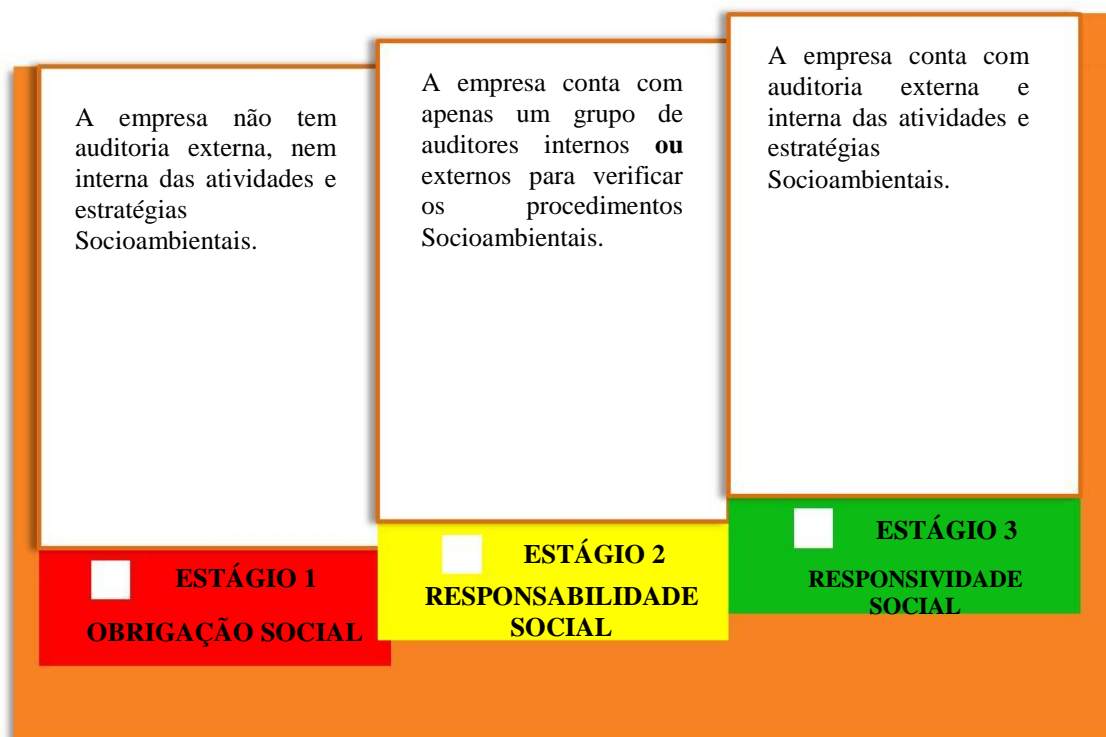 A empresa não tem
auditoria externa, nem
interna das atividades e
estratégias
Socioambientais.
ESTÁGIO 1
OBRIGAÇÃO SOCIAL
A empresa conta com
apenas um grupo de
auditores internos ou
externos para verificar
os procedimentos
Socioambientais.
ESTÁGIO 2
RESPONSABILIDADE
SOCIAL
A empresa conta com
auditoria externa e
interna das atividades e
estratégias
Socioambientais.
ESTÁGIO 3
RESPONSIVIDADE
SOCIAL